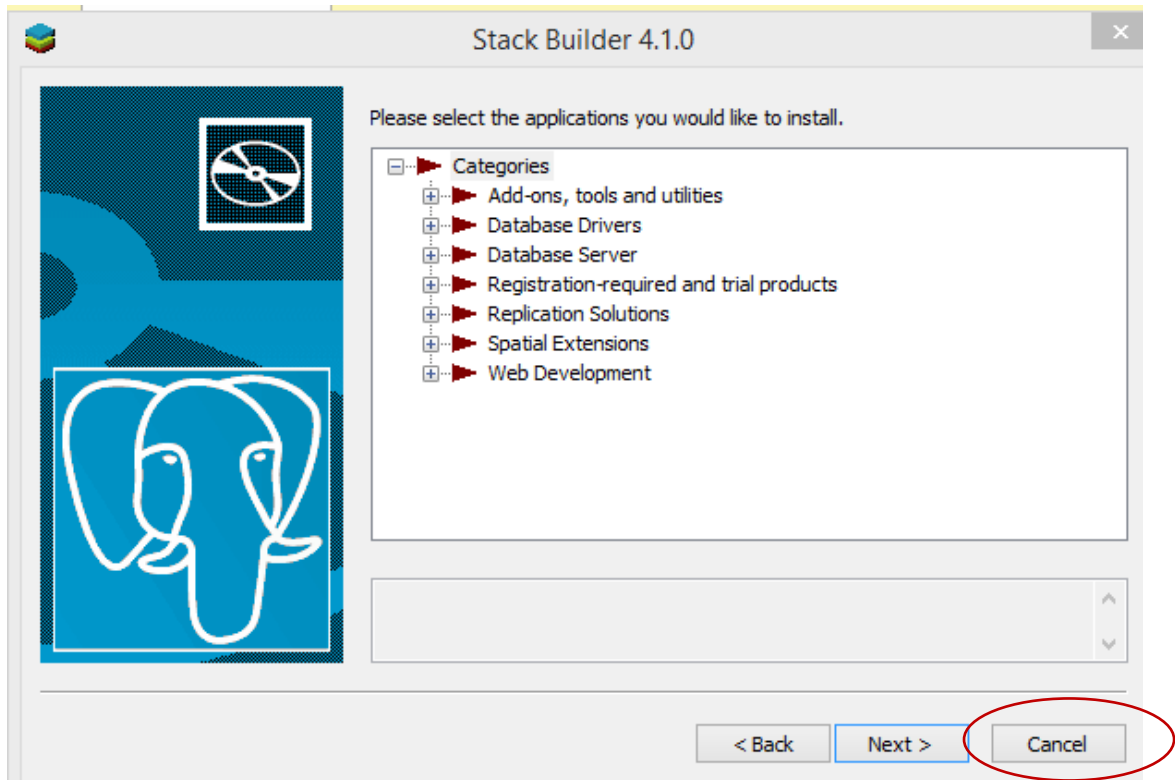 Stack Builder 4.1.0
Please select the applications you would like to install.
Categories
Add-ons, tools and utilities
Database Drivers
Database Server
Registration-required and trial products
Replication Solutions
Spatial Extensions
Web Development
< Back Next > Cancel